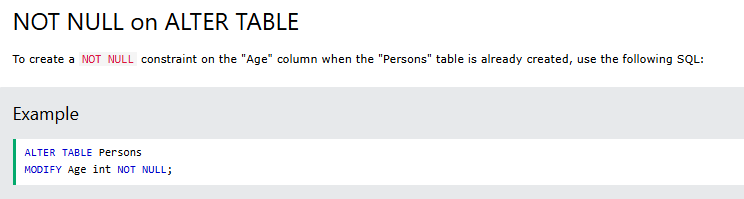 NOT NULL on ALTER TABLE
To create a NOT NULL constraint on the "Age" column when the "Persons" table is already created, use the following SQL:
Example
ALTER TABLE Persons
MODIFY Age int NOT NULL;